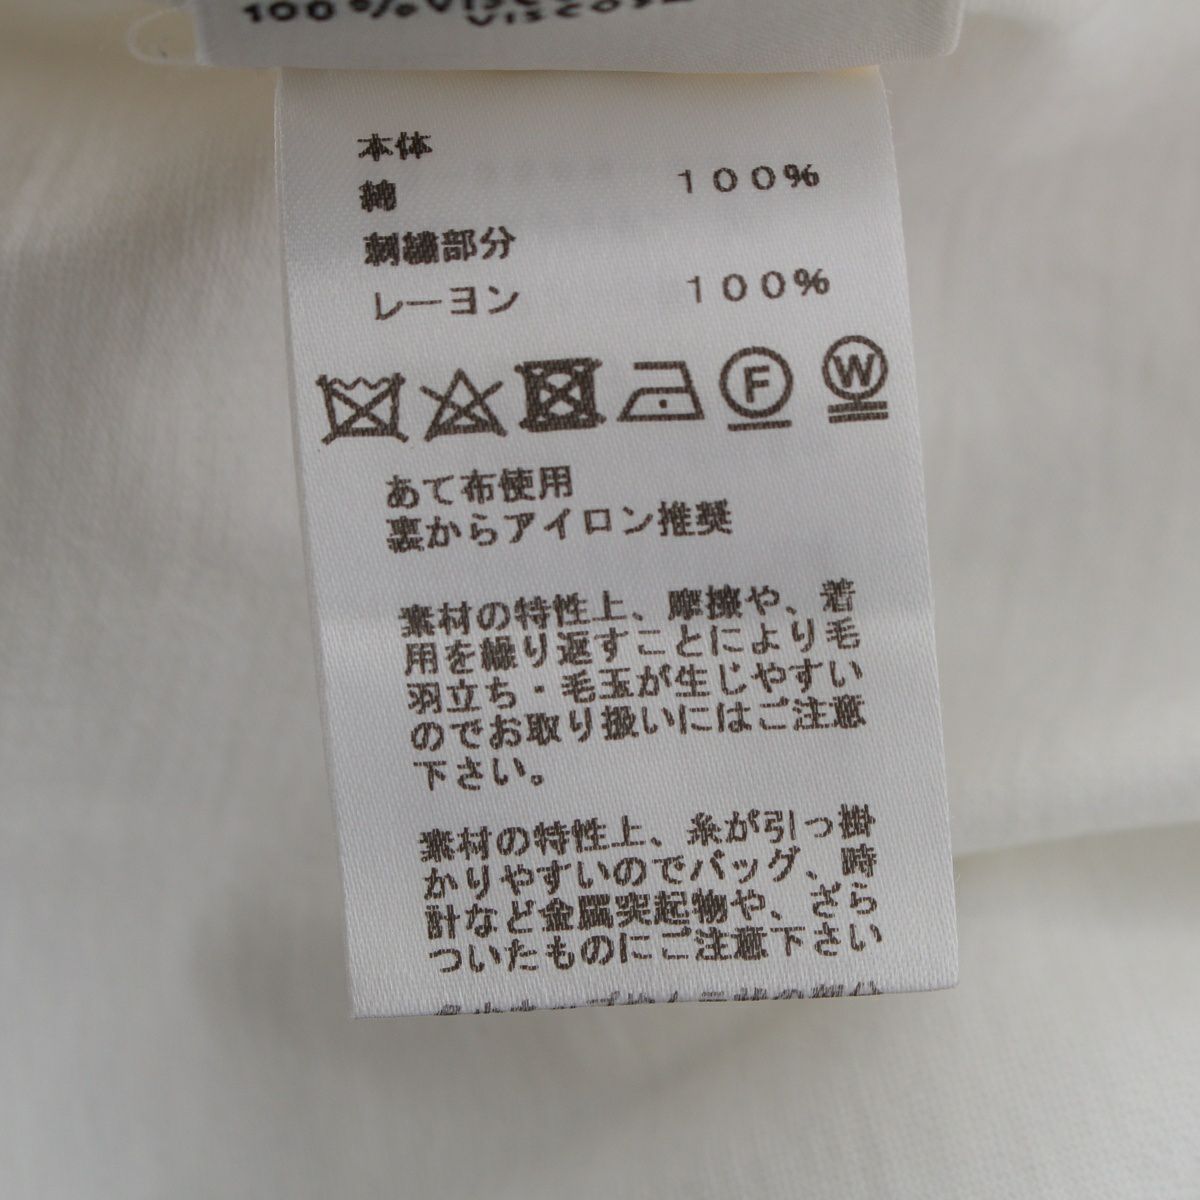 100%VISCOSE
VISCOSE
本体
綿 100%
刺繍部分
レーヨン 100%
F
W
あて布使用
裏からアイロン推奨
素材の特性上、摩擦や、着
用を繰り返すことにより毛
羽立ち・毛玉が生じやすい
のでお取り扱いにはご注意
下さい。
素材の特性上、糸が引っ掛
かりやすいのでバッグ、時
計など金属突起物や、ざら
ついたものにご注意下さい